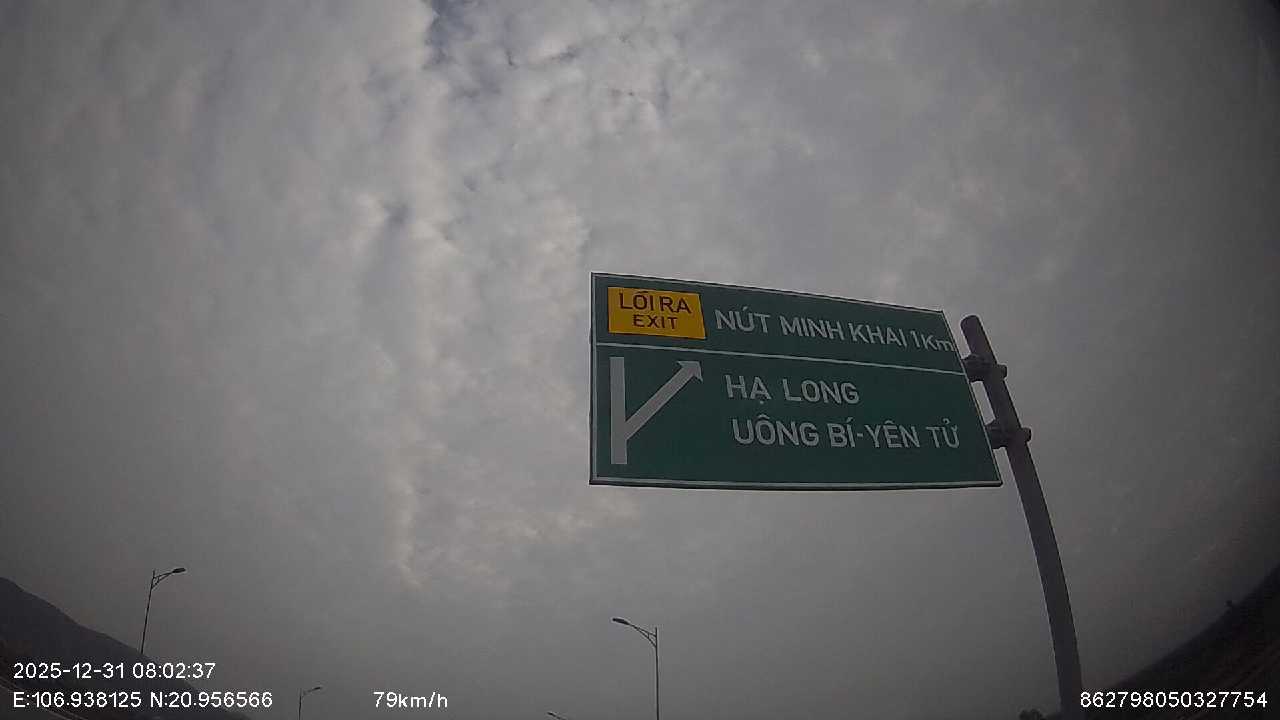 LỐI RA
EXIT
NÚT MINH KHAI 1Km
HẠ LONG
UÔNG BÍ-YÊN TỬ
2025-12-31 08:02:37
E:106.938125 N:20.956566
79km/h
862798050327754